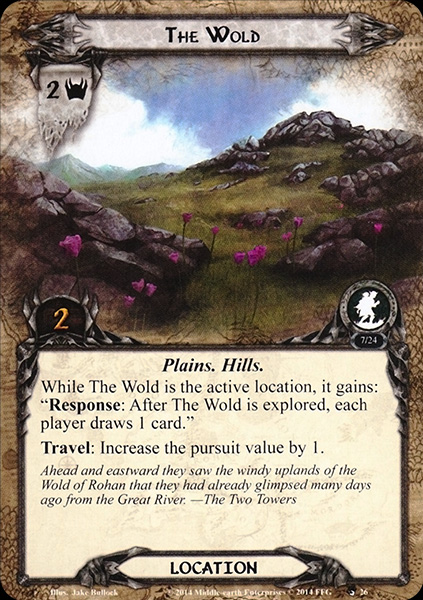 The Wold
2
2
7/24
Plains. Hills.
While The Wold is the active location, it gains:
“Response: After The Wold is explored, each
player draws 1 card.”
Travel: Increase the pursuit value by 1.
Ahead and eastward they saw the windy uplands of the
Wold of Rohan that they had already glimpsed many days
ago from the Great River. —The Two Towers
LOCATION
Illus. Jake Bullock © 2014 Middle-earth Enterprises © 2014 FFG 26